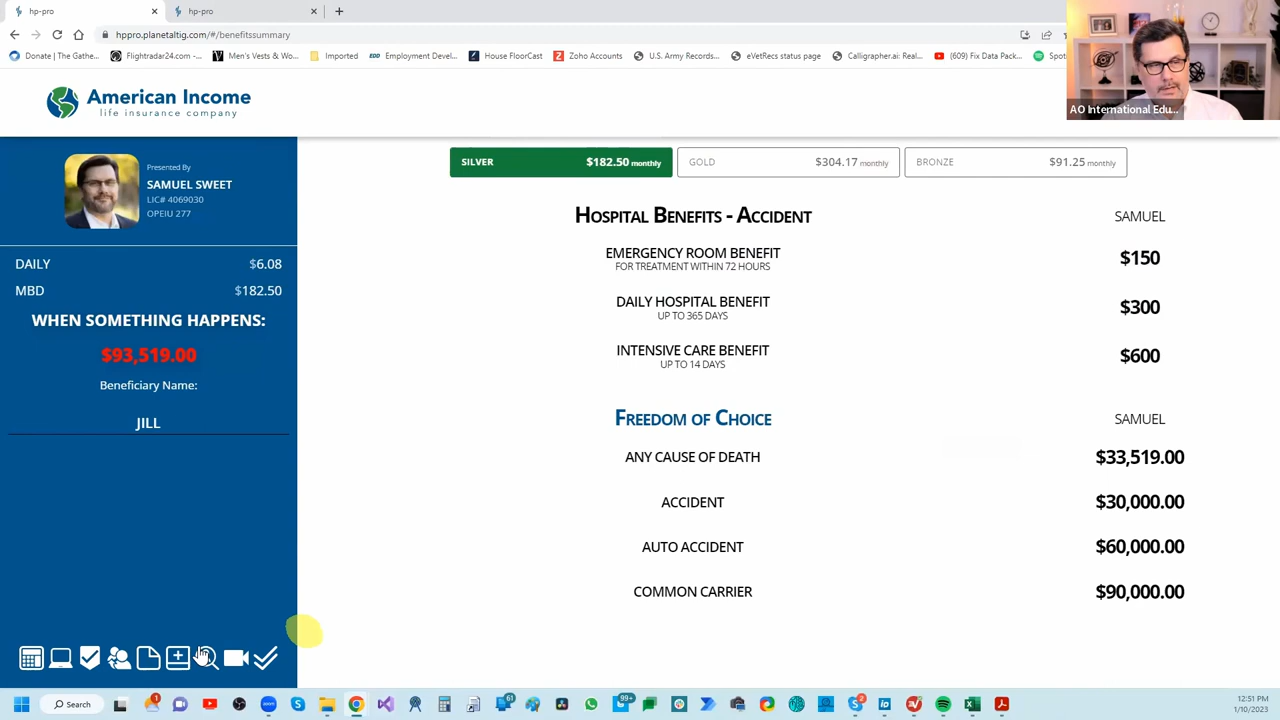 hp-pro
hp-pro
hppro.planetaltig.com/#/benefitssummary
Donate | The Gathe...
Flightradar24.com -...
Men's Vests & Wo...
Imported
EDD
Employment Devel...
House FloorCast
Zoho Accounts
U.S. Army Records...
eVetRecs status page
Calligrapher.ai: Real...
(609) Fix Data Pack...
Spot
American Income
life insurance company
AO International Edu...
Presented By
SAMUEL SWEET
LIC# 4069030
OPEIU 277
SILVER $182.50 monthly
GOLD $304.17 monthly
BRONZE $91.25 monthly
DAILY $6.08
MBD $182.50
WHEN SOMETHING HAPPENS:
$93,519.00
Beneficiary Name:
JILL
HOSPITAL BENEFITS - ACCIDENT SAMUEL
EMERGENCY ROOM BENEFIT $150
FOR TREATMENT WITHIN 72 HOURS
DAILY HOSPITAL BENEFIT $300
UP TO 365 DAYS
INTENSIVE CARE BENEFIT $600
UP TO 14 DAYS
FREEDOM OF CHOICE SAMUEL
ANY CAUSE OF DEATH $33,519.00
ACCIDENT $30,000.00
AUTO ACCIDENT $60,000.00
COMMON CARRIER $90,000.00
Search
1
61
99+
2
12:51 PM
1/10/2023